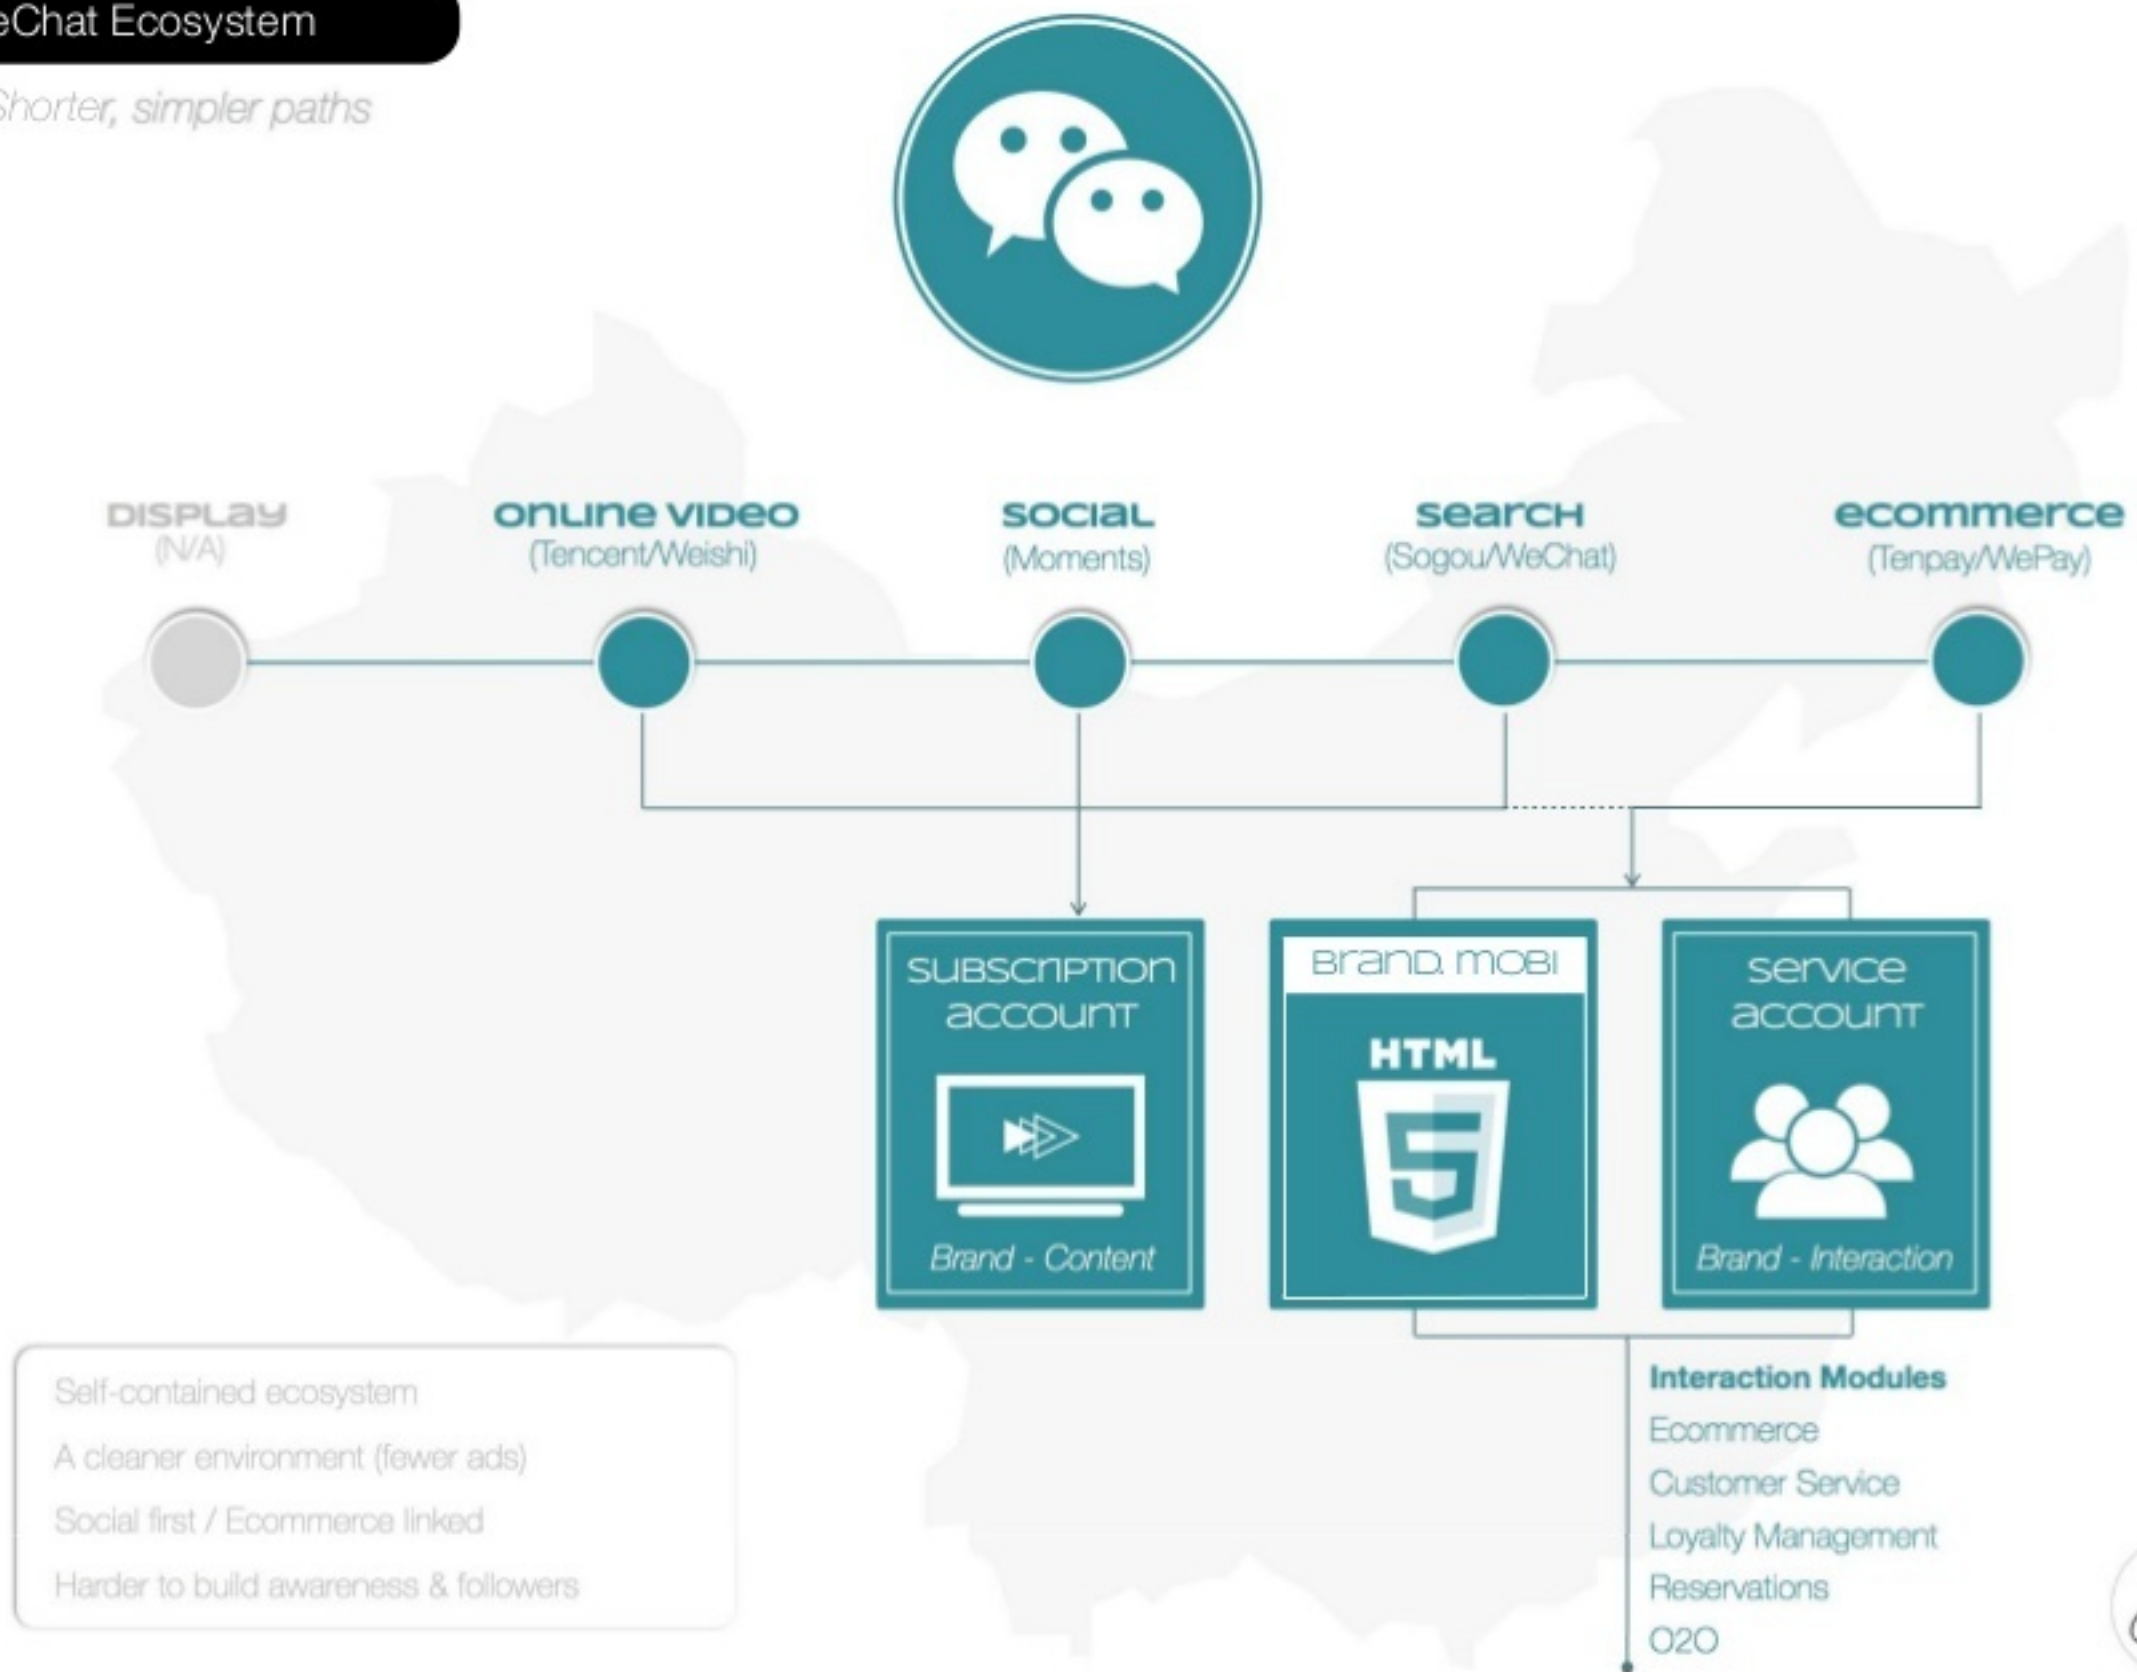 eChat Ecosystem
Shorter, simpler paths
DISPLAY
(N/A)
ONLINE VIDEO
(Tencent/Weishi)
SOCIAL
(Moments)
SEARCH
(Sogou/WeChat)
ecommerce
(Tenpay/WePay)
SUBSCRIPTION
ACCOUNT
Brand - Content
BRAND. MOBI
HTML
5
SERVICE
ACCOUNT
Brand - Interaction
Self-contained ecosystem
A cleaner environment (fewer ads)
Social first / Ecommerce linked
Harder to build awareness & followers
Interaction Modules
Ecommerce
Customer Service
Loyalty Management
Reservations
O2O